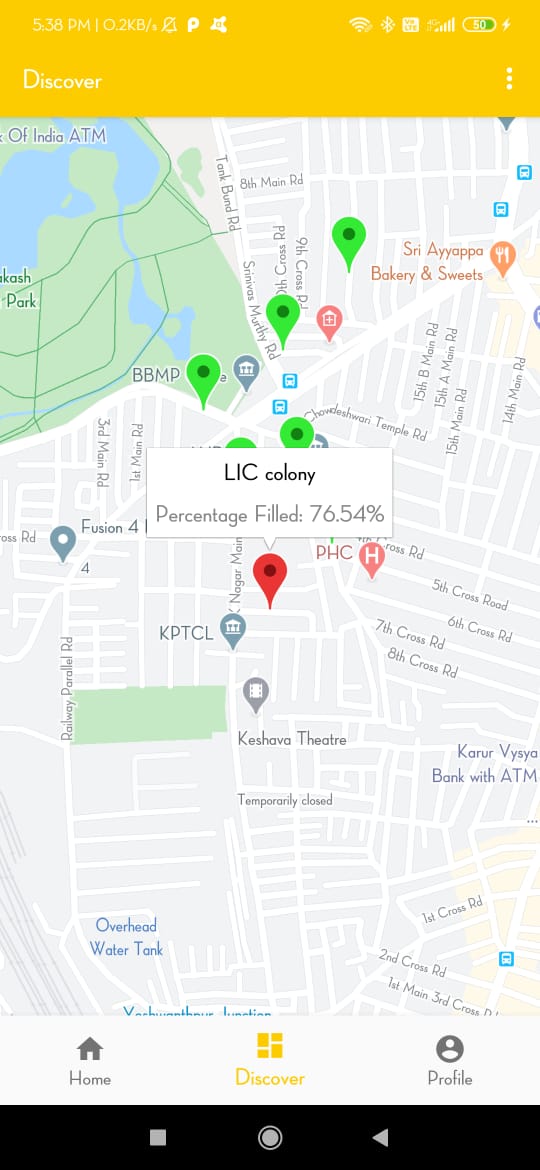 5:38 PM | 0.2KB/s
50
Discover
Of India ATM
Tank Bund Rd
8th Main Rd
9th Cross Rd
Srinivas Murthy Rd
Sri Ayyappa
Bakery & Sweets
Park
BBMP
15th B Main Rd
15th A Main Rd
15th Main Rd
14th Main Rd
3rd Main Rd
1st Main Rd
Chowdeshwari Temple Rd
LIC colony
Percentage Filled: 76.54%
Fusion 4
4
PHC
H
Nagar Main
5th Cross Road
6th Cross Rd
7th Cross Rd
8th Cross Rd
KPTCL
Railway Parallel Rd
Keshava Theatre
Temporarily closed
Karur Vysya
Bank with ATM
...
Overhead
Water Tank
1st Cross Rd
2nd Cross Rd
1st Main 3rd Cross
Yeshwanthpur Junction
Home
Discover
Profile